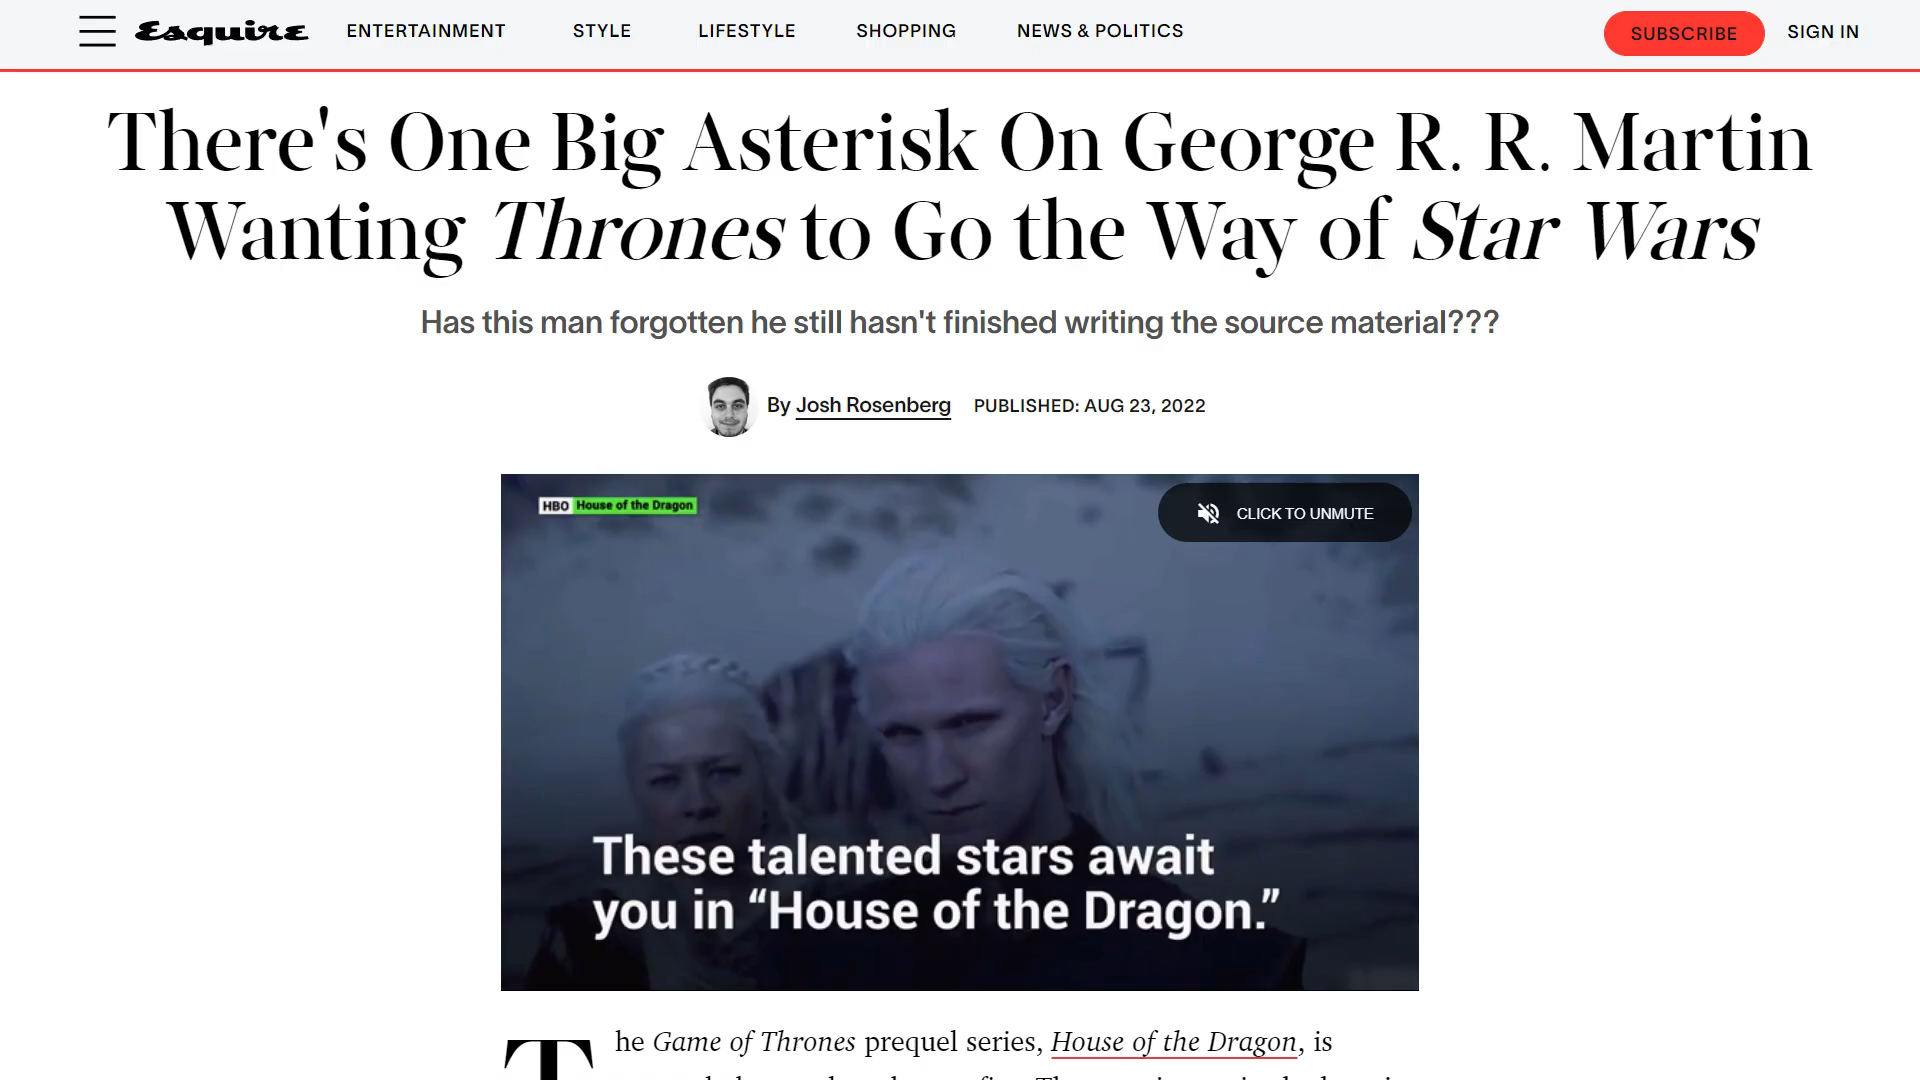 Esquire
ENTERTAINMENT
STYLE
LIFESTYLE
SHOPPING
NEWS & POLITICS
SUBSCRIBE
SIGN IN
There's One Big Asterisk On George R. R. Martin
Wanting Thrones to Go the Way of Star Wars
Has this man forgotten he still hasn't finished writing the source material???
By Josh Rosenberg
PUBLISHED: AUG 23, 2022
HBO House of the Dragon
CLICK TO UNMUTE
These talented stars await
you in “House of the Dragon.”
The Game of Thrones prequel series, House of the Dragon, is